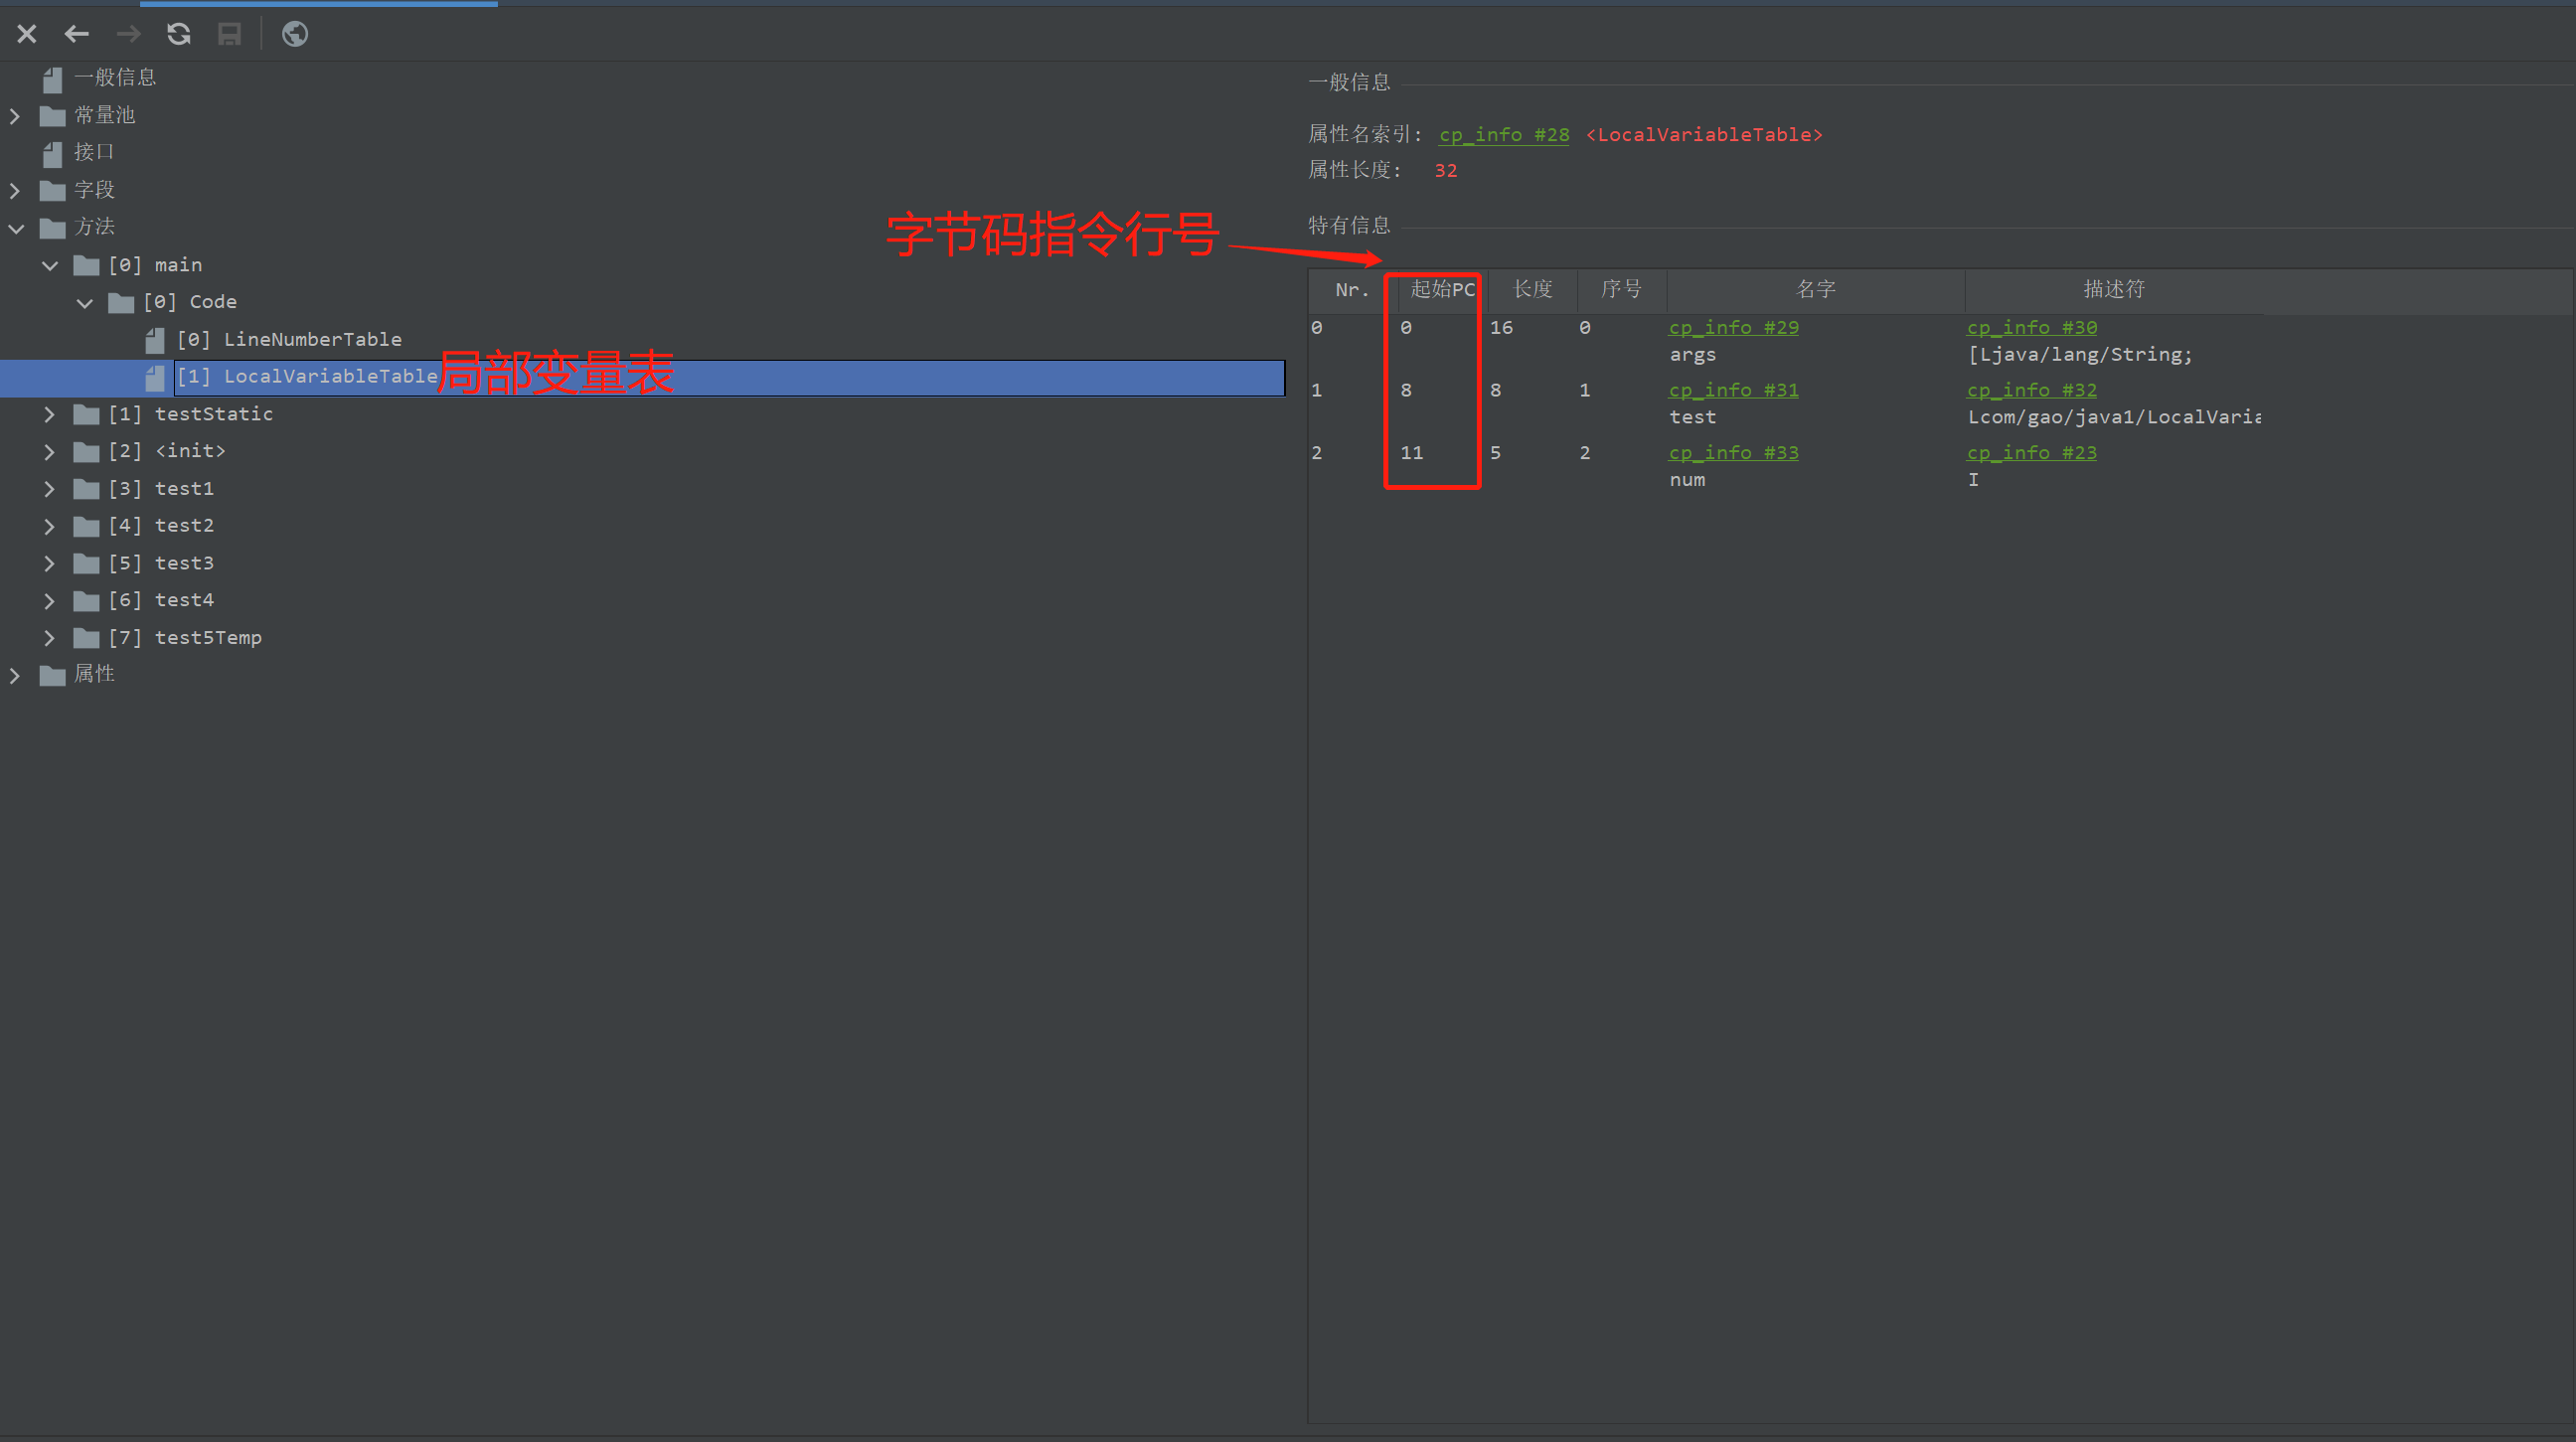 一般信息
常量池
接口
字段
方法
[0] main
[0] Code
[0] LineNumberTable
[1] LocalVariableTable
局部变量表
[1] testStatic
[2] <init>
[3] test1
[4] test2
[5] test3
[6] test4
[7] test5Temp
属性
一般信息
属性名索引: cp_info #28 <LocalVariableTable>
属性长度: 32
特有信息
字节码指令行号
Nr. 起始PC 长度 序号 名字 描述符
0 0 16 0 cp_info #29 cp_info #30
args [Ljava/lang/String;
1 8 8 1 cp_info #31 cp_info #32
test Lcom/gao/java1/LocalVaria
2 11 5 2 cp_info #33 cp_info #23
num I